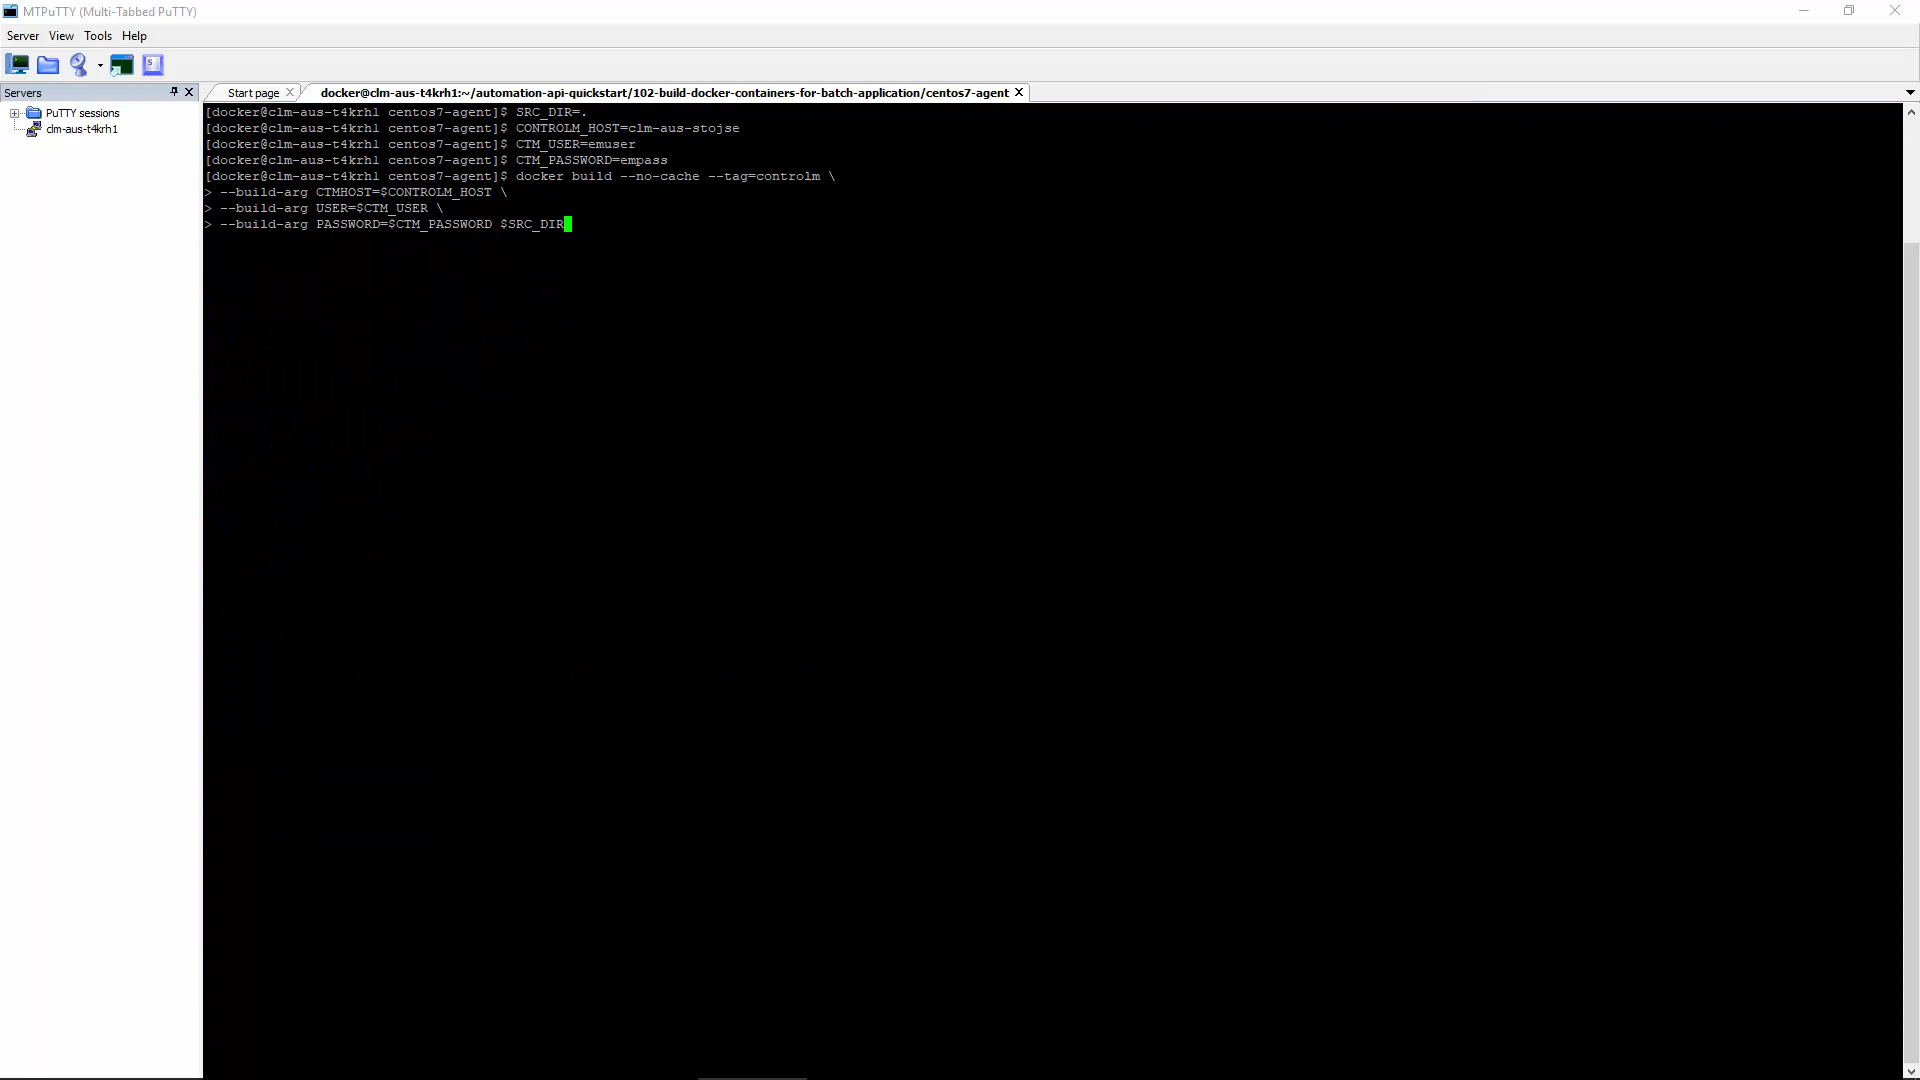 MTPuTTY (Multi-Tabbed PuTTY)
Server View Tools Help
Servers
PuTTY sessions
clm-aus-t4krh1
Start page
docker@clm-aus-t4krh1:~/automation-api-quickstart/102-build-docker-containers-for-batch-application/centos7-agent
[docker@clm-aus-t4krh1 centos7-agent]$ SRC_DIR=.
[docker@clm-aus-t4krh1 centos7-agent]$ CONTROLM_HOST=clm-aus-stojse
[docker@clm-aus-t4krh1 centos7-agent]$ CTM_USER=emuser
[docker@clm-aus-t4krh1 centos7-agent]$ CTM_PASSWORD=empass
[docker@clm-aus-t4krh1 centos7-agent]$ docker build --no-cache --tag=controlm \
> --build-arg CTMHOST=$CONTROLM_HOST \
> --build-arg USER=$CTM_USER \
> --build-arg PASSWORD=$CTM_PASSWORD $SRC_DIR